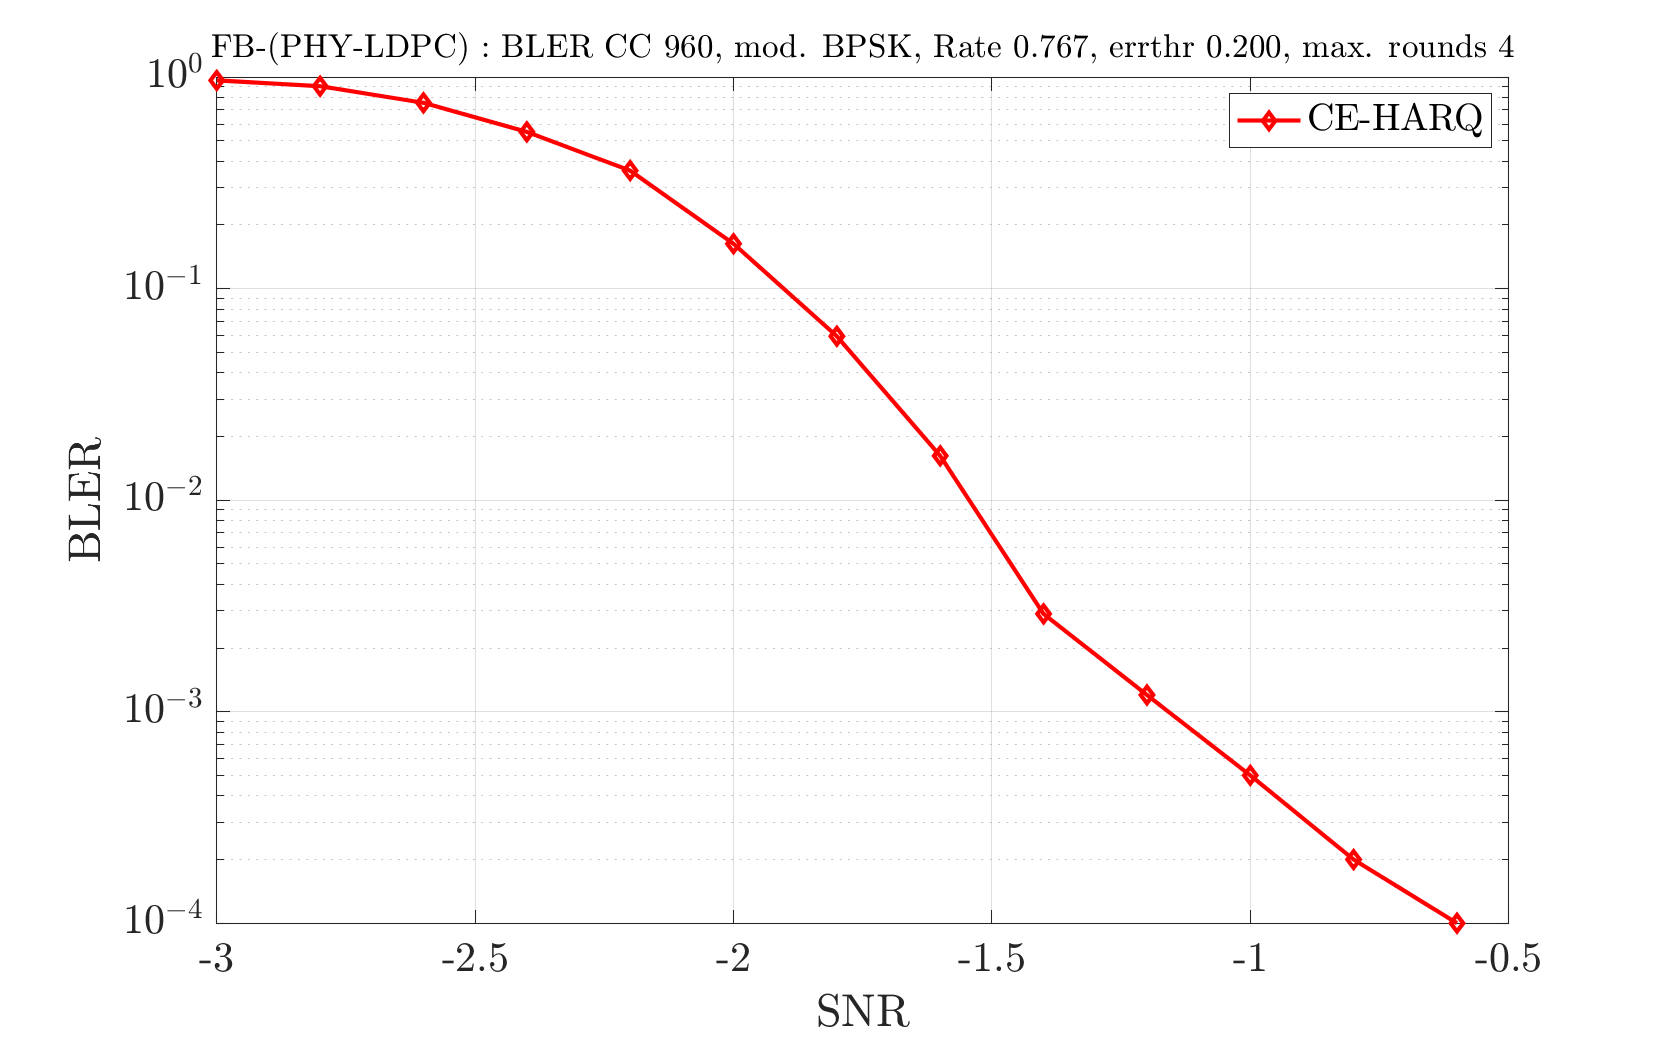 FB-(PHY-LDPC) : BLER CC 960, mod. BPSK, Rate 0.767, errthr 0.200, max. rounds 4
CE-HARQ
10^0
10^{-1}
10^{-2}
10^{-3}
10^{-4}
BLER
-3 -2.5 -2 -1.5 -1 -0.5
SNR